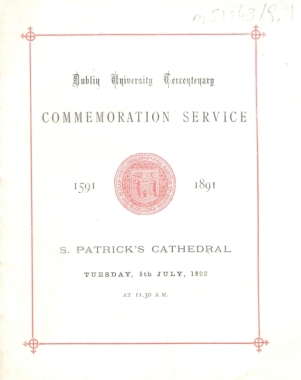 Dublin University Tercentenary
COMMEMORATION SERVICE
1591 1891
S. PATRICK'S CATHEDRAL
TUESDAY, 5th JULY, 1892
AT 11.30 A.M.